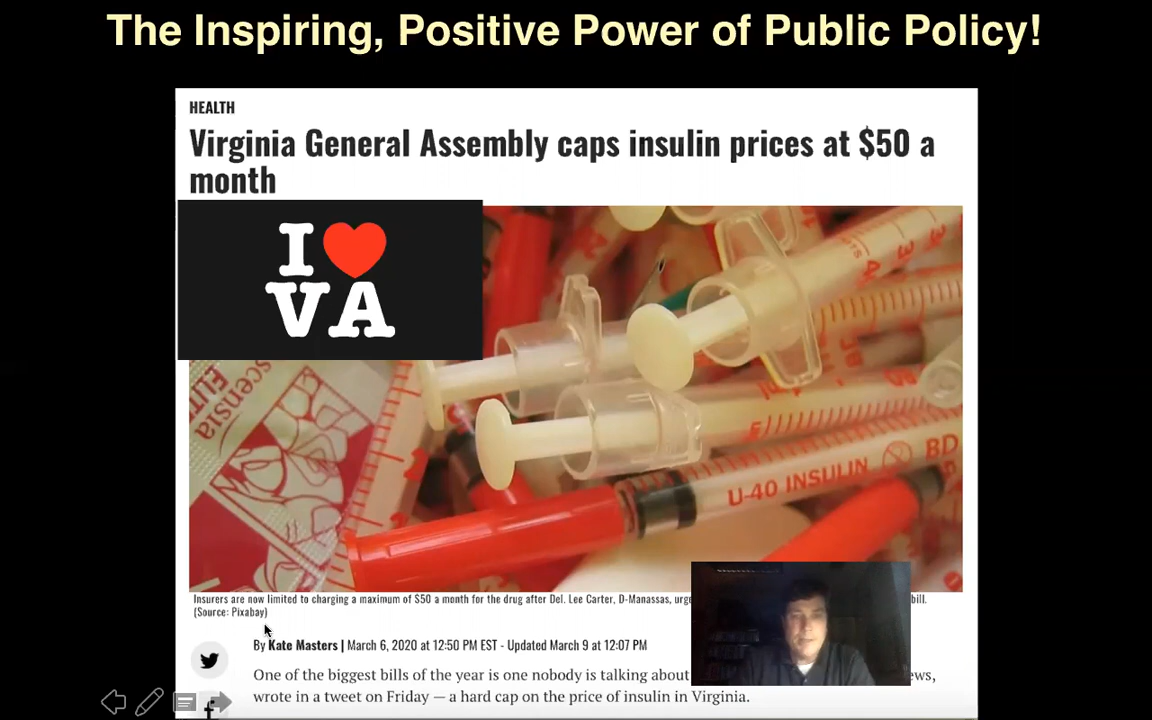 The Inspiring, Positive Power of Public Policy!
HEALTH
Virginia General Assembly caps insulin prices at $50 a
month
I ❤
VA
ascensia
ELITE
U-40 INSULIN
BD
Insurers are now limited to charging a maximum of $50 a month for the drug after Del. Lee Carter, D-Manassas, bill.
(Source: Pixabay)
By Kate Masters | March 6, 2020 at 12:50 PM EST - Updated March 9 at 12:07 PM
One of the biggest bills of the year is one nobody is talking about
wrote in a tweet on Friday — a hard cap on the price of insulin in Virginia.